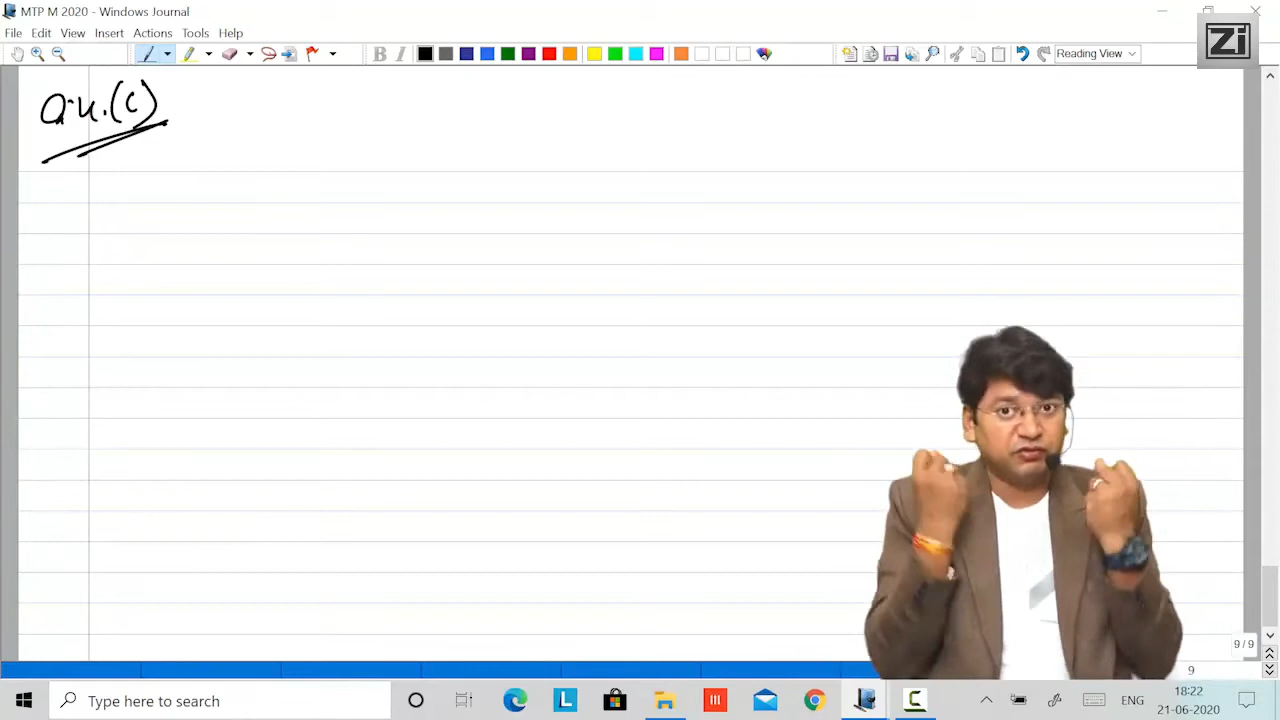 MTP M 2020 - Windows Journal
File Edit View Insert Actions Tools Help
B I
Reading View
Zi
Q.4.(c)
9 / 9
9
Type here to search
L
C
ENG
18:22
21-06-2020